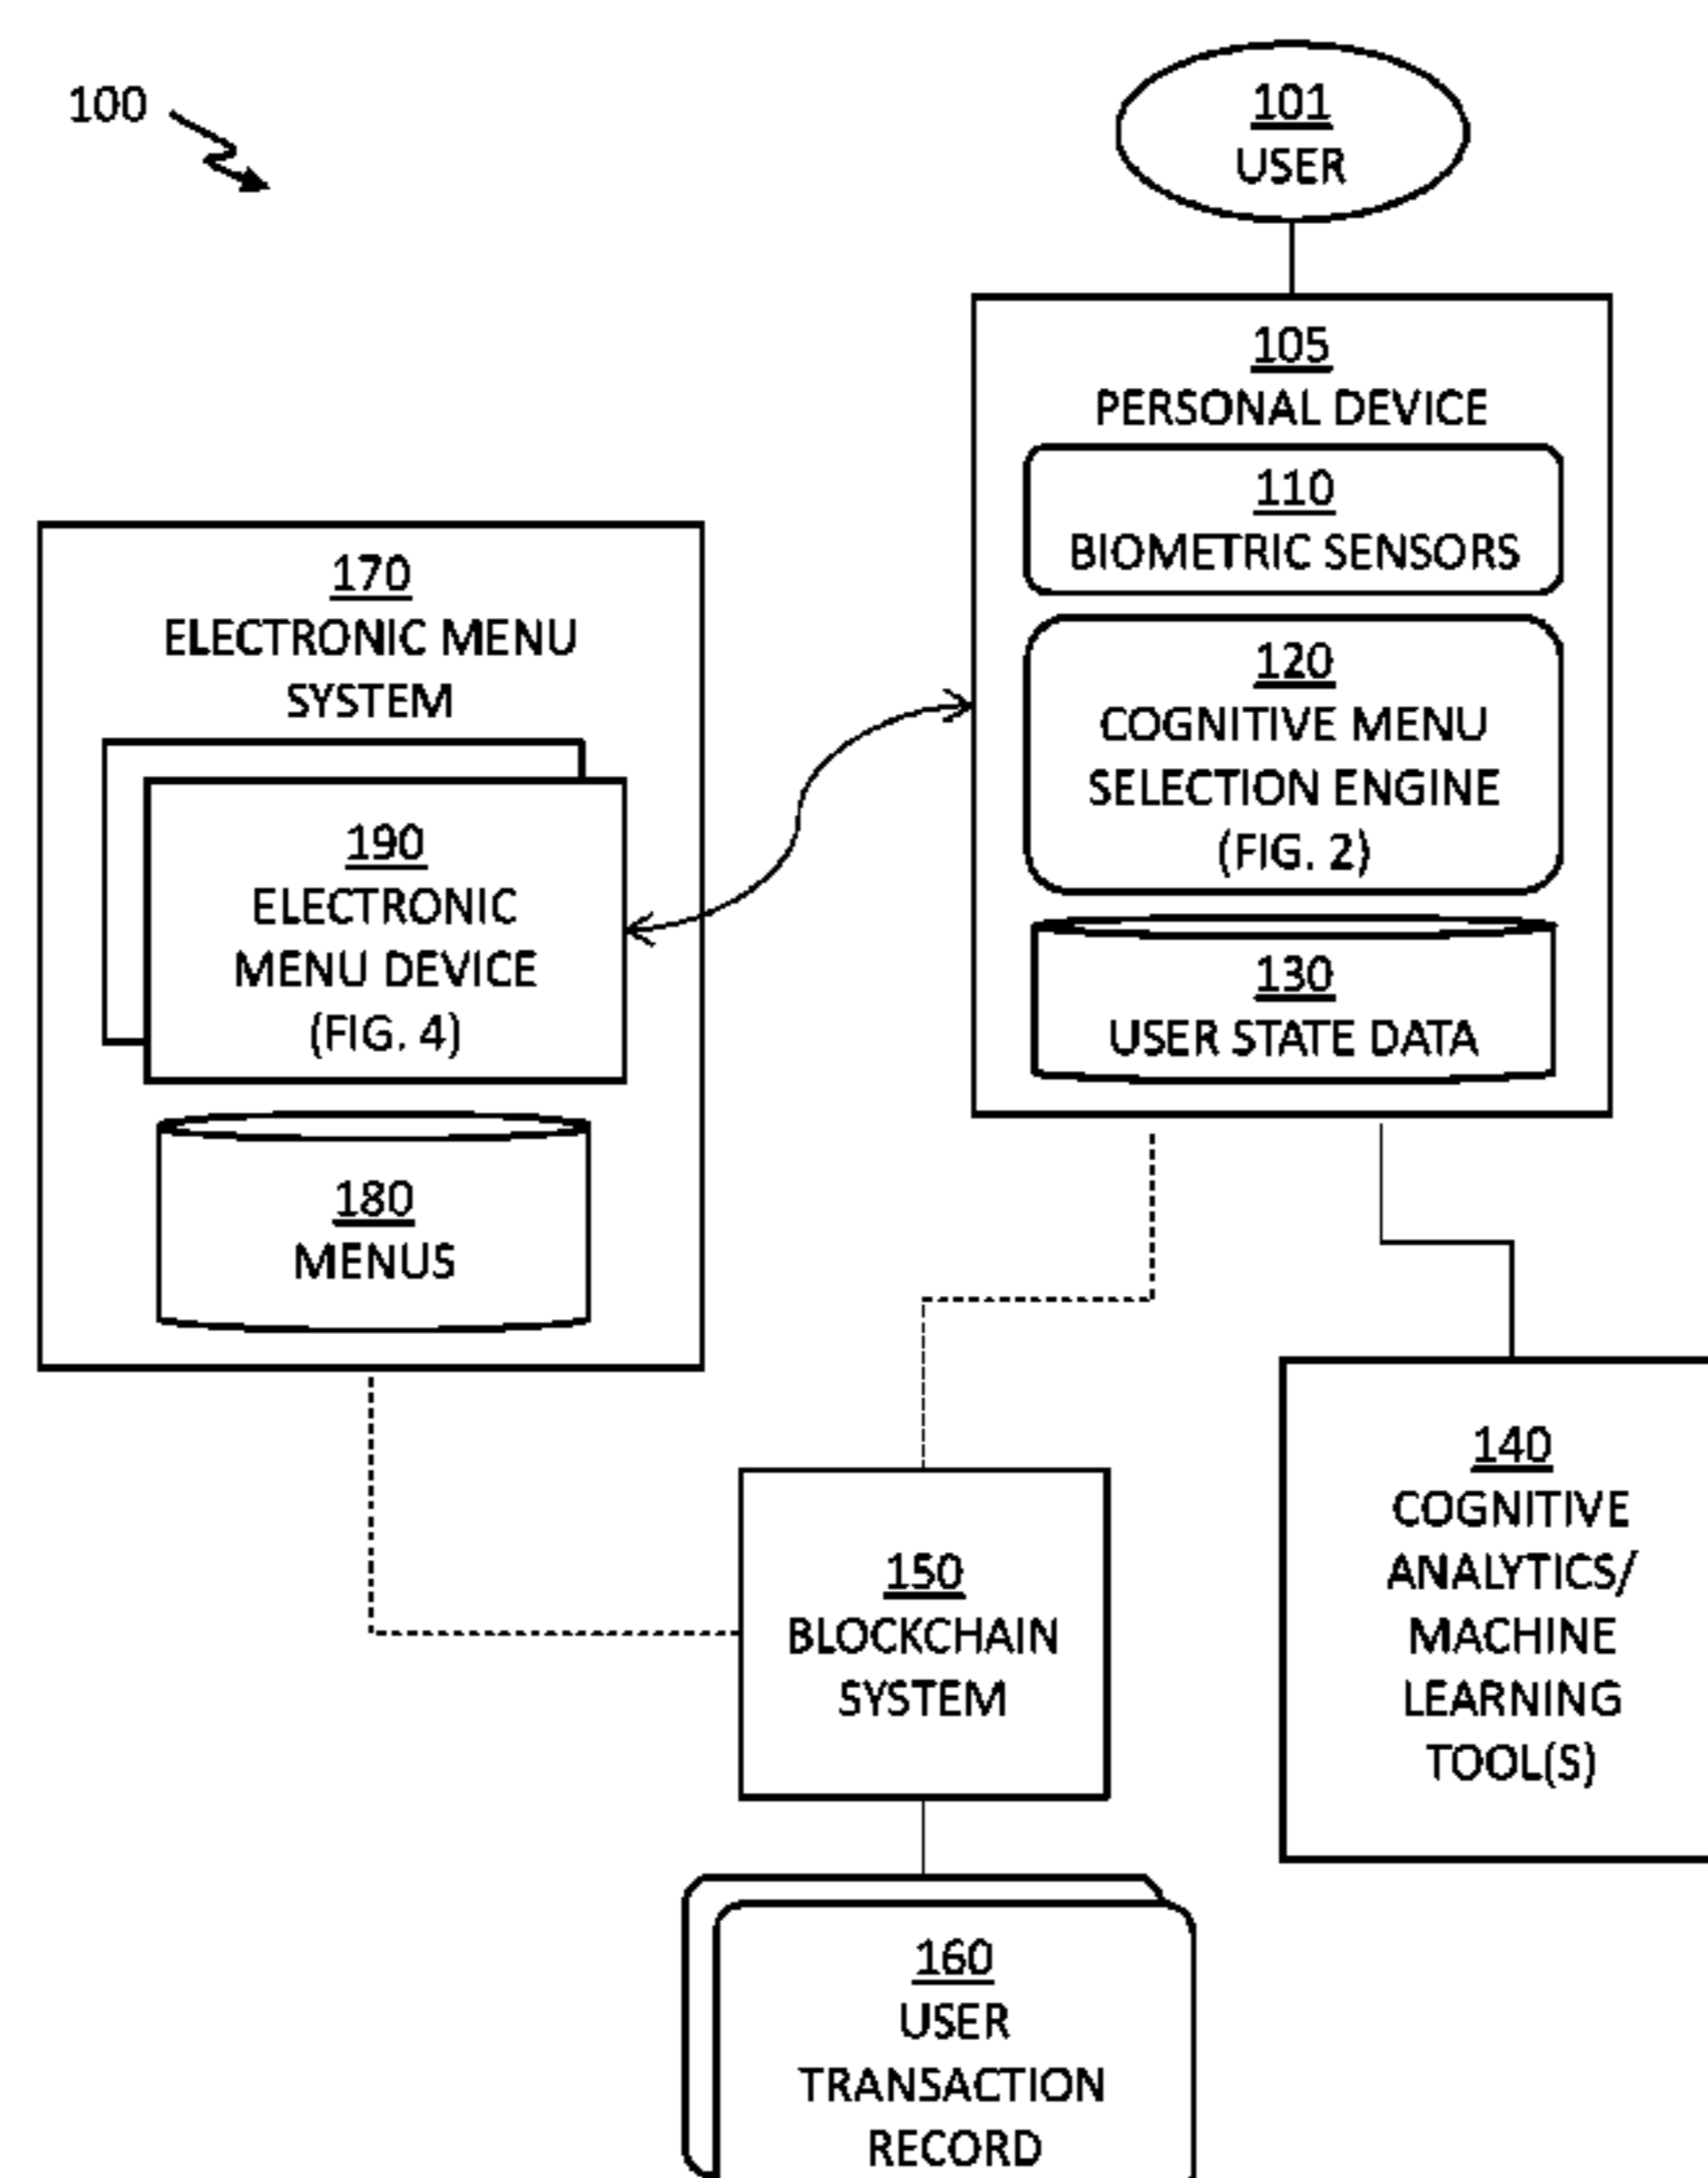 100
101
USER
105
PERSONAL DEVICE
110
BIOMETRIC SENSORS
120
COGNITIVE MENU
SELECTION ENGINE
(FIG. 2)
130
USER STATE DATA
170
ELECTRONIC MENU
SYSTEM
190
ELECTRONIC
MENU DEVICE
(FIG. 4)
180
MENUS
140
COGNITIVE
ANALYTICS/
MACHINE
LEARNING
TOOL(S)
150
BLOCKCHAIN
SYSTEM
160
USER
TRANSACTION
RECORD